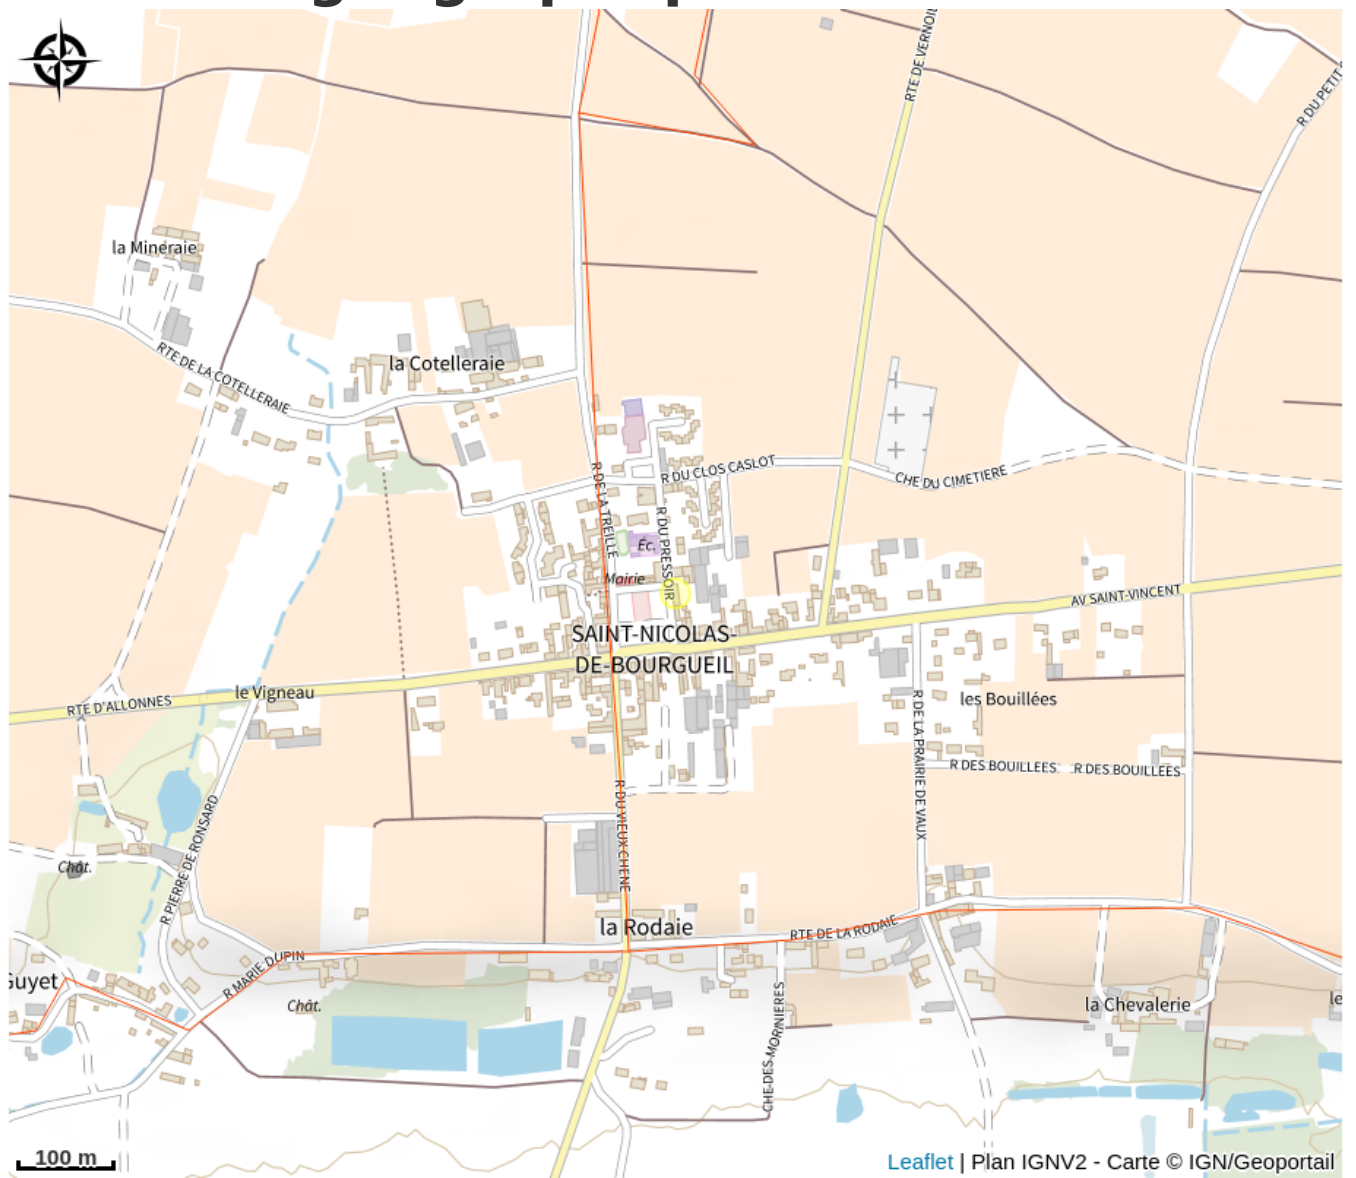 RTE DE VERNOIL
R DU PETIT
la Mineraie
RTE DE LA COTELLERAIE
la Cotelleraie
R DE LA TREILLE
R DU CLOS CASLOT
CHE DU CIMETIERE
R DU PRESSOIR
Éc.
Mairie
AV SAINT-VINCENT
SAINT-NICOLAS-
DE-BOURGUEIL
le Vigneau
RTE D'ALLONNES
les Bouillées
R DE LA PRAIRIE DE VAUX
R DES BOUILLEES
R DES BOUILLEES
R PIERRE DE RONSARD
R DU VIEUX CHENE
Chât.
la Rodaie
RTE DE LA RODAIE
R MARIE DUPIN
Guyet
Chât.
CHE DES MORINIERES
la Chevalerie
le
100 m
Leaflet | Plan IGNV2 - Carte © IGN/Geoportail